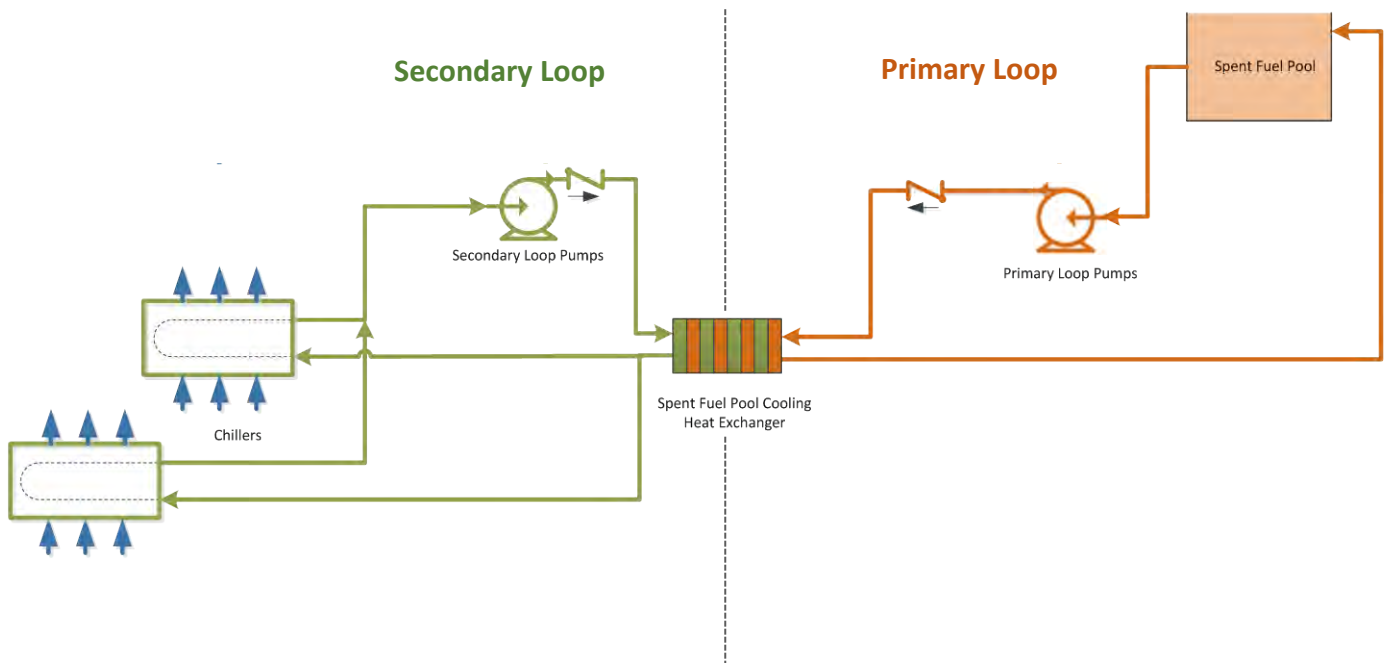 Secondary Loop
Primary Loop
Spent Fuel Pool
Secondary Loop Pumps
Primary Loop Pumps
Spent Fuel Pool Cooling
Heat Exchanger
Chillers